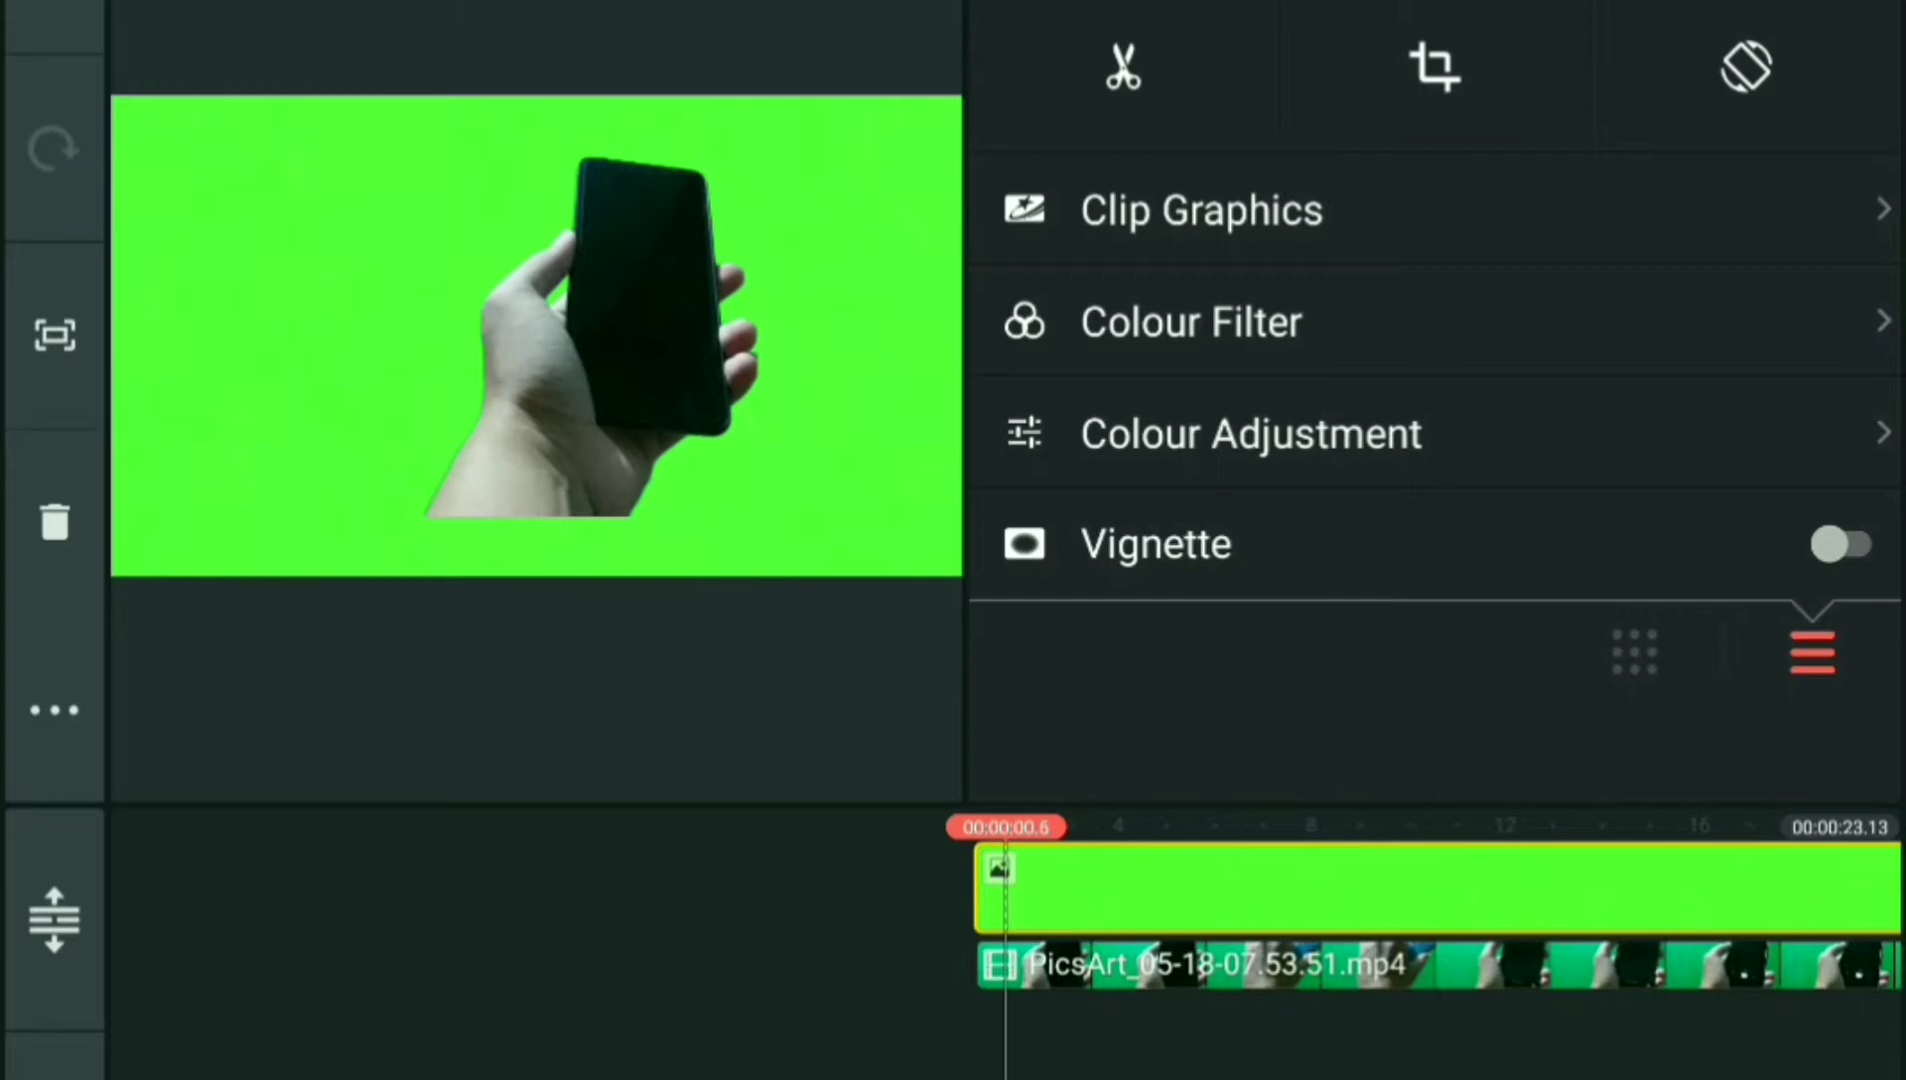 Clip Graphics
Colour Filter
Colour Adjustment
Vignette
00:00:00.6
4
8
12
16
00:00:23.13
PicsArt_05-18-07.53.51.mp4